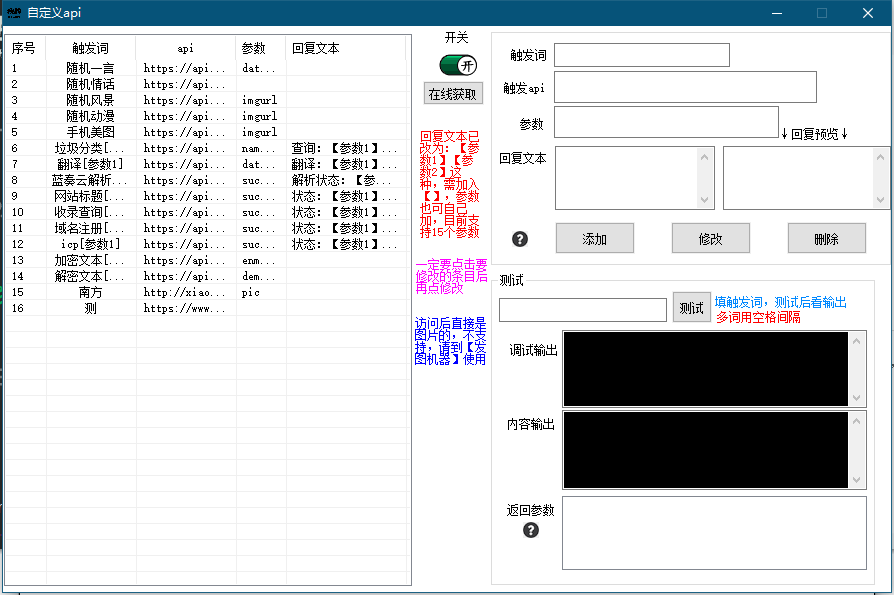 自定义api
序号 触发词 api 参数 回复文本
1 随机一言 https://api... dat...
2 随机情话 https://api...
3 随机风景 https://api... imgurl
4 随机动漫 https://api... imgurl
5 手机美图 https://api... imgurl
6 垃圾分类[... https://api... nam... 查询：【参数1】...
7 翻译[参数1] https://api... dat... 翻译：【参数1】...
8 蓝奏云解析... https://api... suc... 解析状态：【参...
9 网站标题[... https://api... suc... 状态：【参数1】...
10 收录查询[... https://api... suc... 状态：【参数1】...
11 域名注册[... https://api... suc... 状态：【参数1】...
12 icp[参数1] https://api... suc... 状态：【参数1】...
13 加密文本[... https://api... enm...
14 解密文本[... https://api... dem...
15 南方 http://xiao... pic
16 测 https://www...
开关
开
在线获取
回复文本已
改为：【参
数1】【参
数2】这
种，需加入
【】，参数
也可自己
加，目前支
持15个参数
一定要点击要
修改的条目后
再点修改
访问后直接是
图片的，不支
持，请到【发
图机器】使用
触发词
触发api
参数
↓回复预览↓
回复文本
?
添加
修改
删除
测试
测试
填触发词，测试后看输出
多词用空格间隔
调试输出
内容输出
返回参数
?